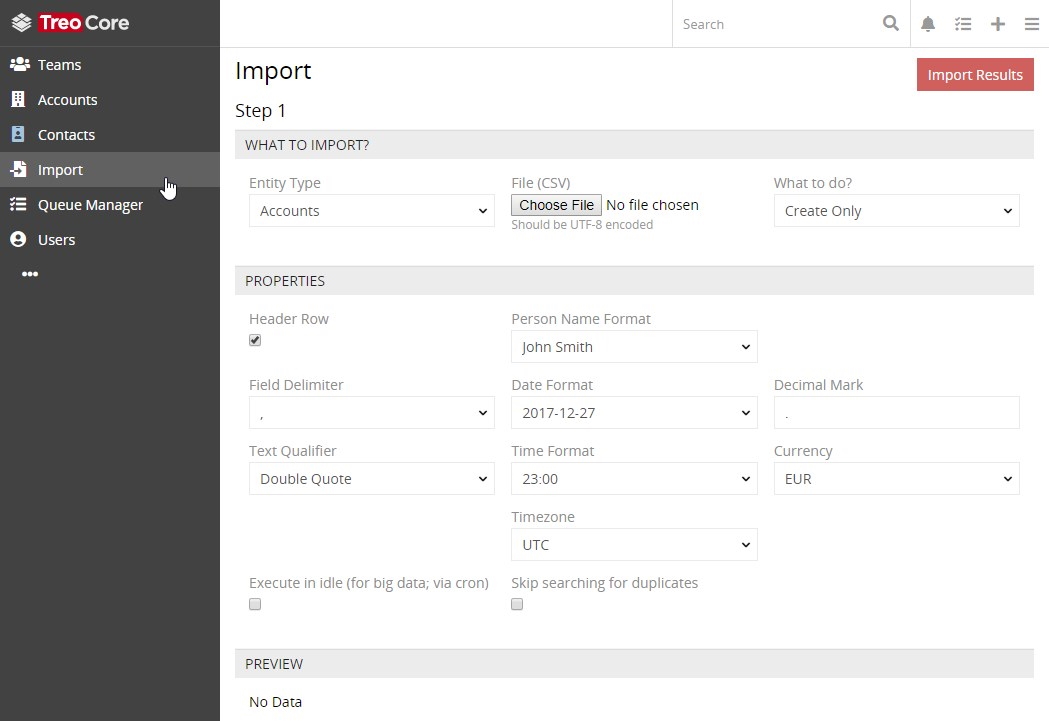 Treo Core
Search
Teams
Accounts
Contacts
Import
Queue Manager
Users
Import
Import Results
Step 1
WHAT TO IMPORT?
Entity Type
File (CSV)
What to do?
Accounts
Choose File No file chosen
Create Only
Should be UTF-8 encoded
PROPERTIES
Header Row
Person Name Format
John Smith
Field Delimiter
Date Format
Decimal Mark
,
2017-12-27
.
Text Qualifier
Time Format
Currency
Double Quote
23:00
EUR
Timezone
UTC
Execute in idle (for big data; via cron)
Skip searching for duplicates
PREVIEW
No Data